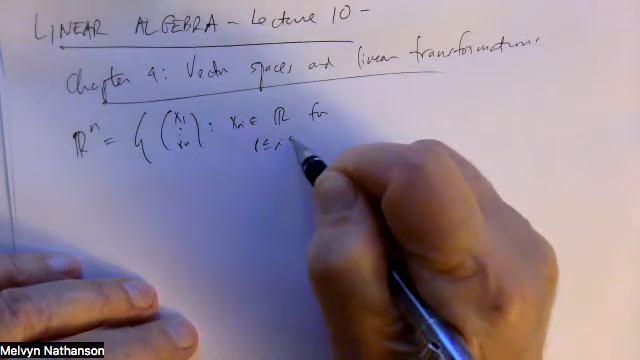 LINEAR ALGEBRA - Lecture 10 -
Chapter 4: Vector spaces and linear transformations
ℝⁿ = { (x₁ ⋮ xₙ) : xᵢ ∈ ℝ for
1 ≤ i ≤
Melvyn Nathanson